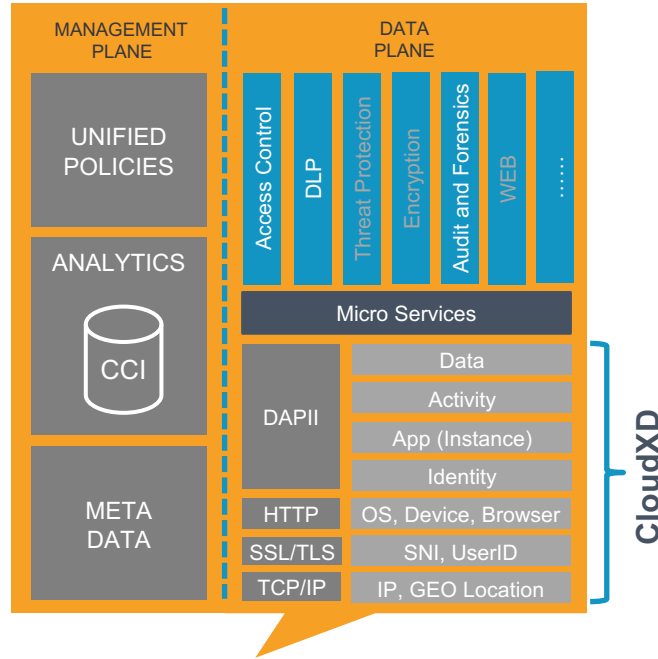 MANAGEMENT
PLANE
UNIFIED
POLICIES
ANALYTICS
CCI
META
DATA
DATA
PLANE
Access Control
DLP
Threat Protection
Encryption
Audit and Forensics
WEB
......
Micro Services
DAPII
Data
Activity
App (Instance)
Identity
HTTP
OS, Device, Browser
SSL/TLS
SNI, UserID
TCP/IP
IP, GEO Location
CloudXD